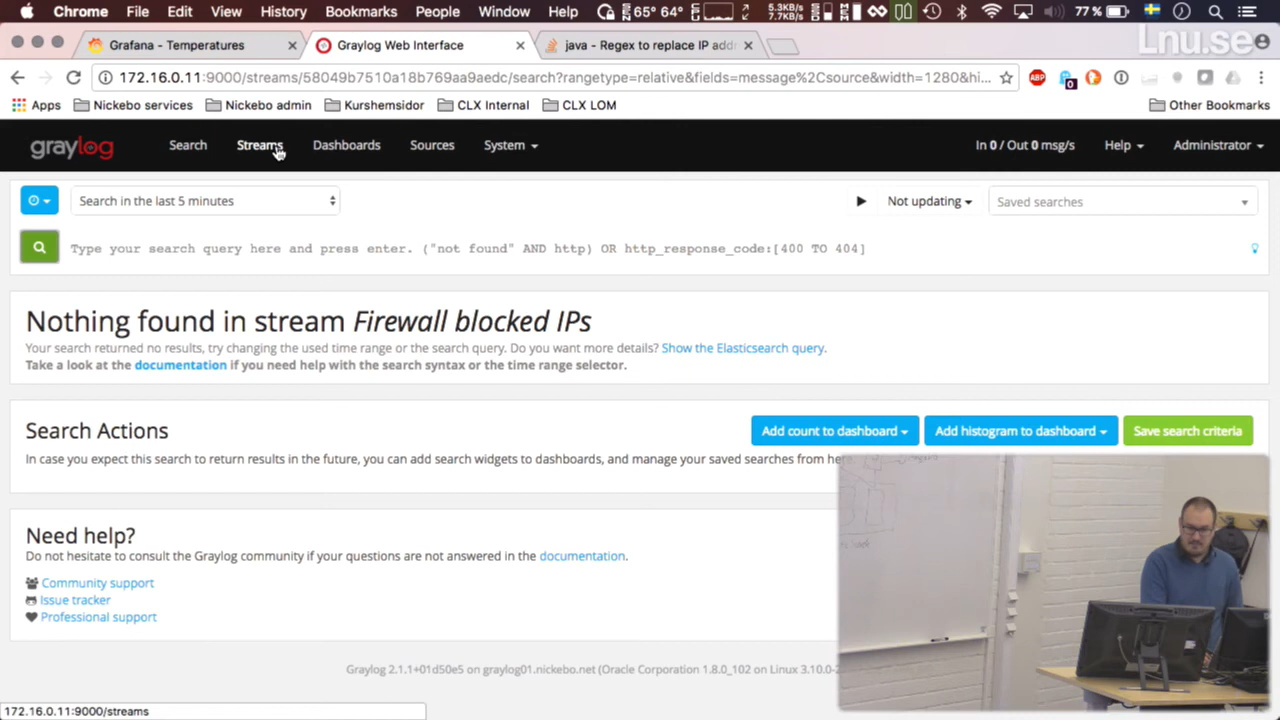 Chrome File Edit View History Bookmarks People Window Help 65° 64° 5.3KB/s 7.7KB/s 77 %
Grafana - Temperatures
Graylog Web Interface
java - Regex to replace IP addr
Lnu.se
172.16.0.11:9000/streams/58049b7510a18b769aa9aedc/search?rangetype=relative&fields=message%2Csource&width=1280&hi...
ABP
0
Apps Nickebo services Nickebo admin Kurshemsidor CLX Internal CLX LOM Other Bookmarks
graylog Search Streams Dashboards Sources System In 0 / Out 0 msg/s Help Administrator
Search in the last 5 minutes Not updating Saved searches
Type your search query here and press enter. ("not found" AND http) OR http_response_code:[400 TO 404]
Nothing found in stream Firewall blocked IPs
Your search returned no results, try changing the used time range or the search query. Do you want more details? Show the Elasticsearch query.
Take a look at the documentation if you need help with the search syntax or the time range selector.
Search Actions Add count to dashboard Add histogram to dashboard Save search criteria
In case you expect this search to return results in the future, you can add search widgets to dashboards, and manage your saved searches from here
Need help?
Do not hesitate to consult the Graylog community if your questions are not answered in the documentation.
Community support
Issue tracker
Professional support
Graylog 2.1.1+01d50e5 on graylog01.nickebo.net (Oracle Corporation 1.8.0_102 on Linux 3.10.0-
172.16.0.11:9000/streams